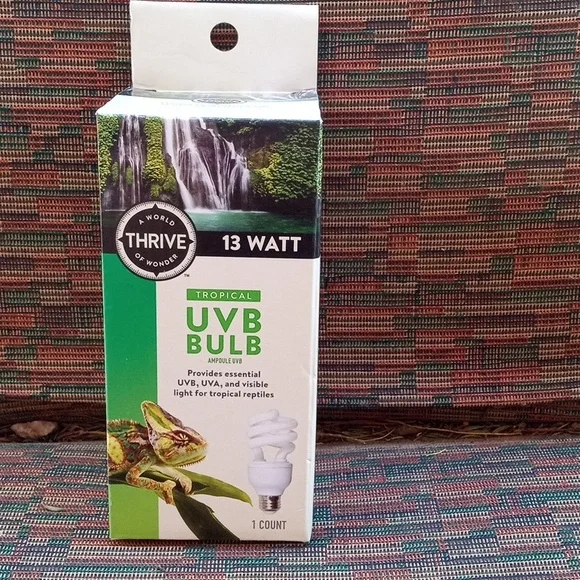 A WORLD
THRIVE
OF WONDER
™
13 WATT
TROPICAL
UVB
BULB
AMPOULE UVB
Provides essential
UVB, UVA, and visible
light for tropical reptiles
1 COUNT